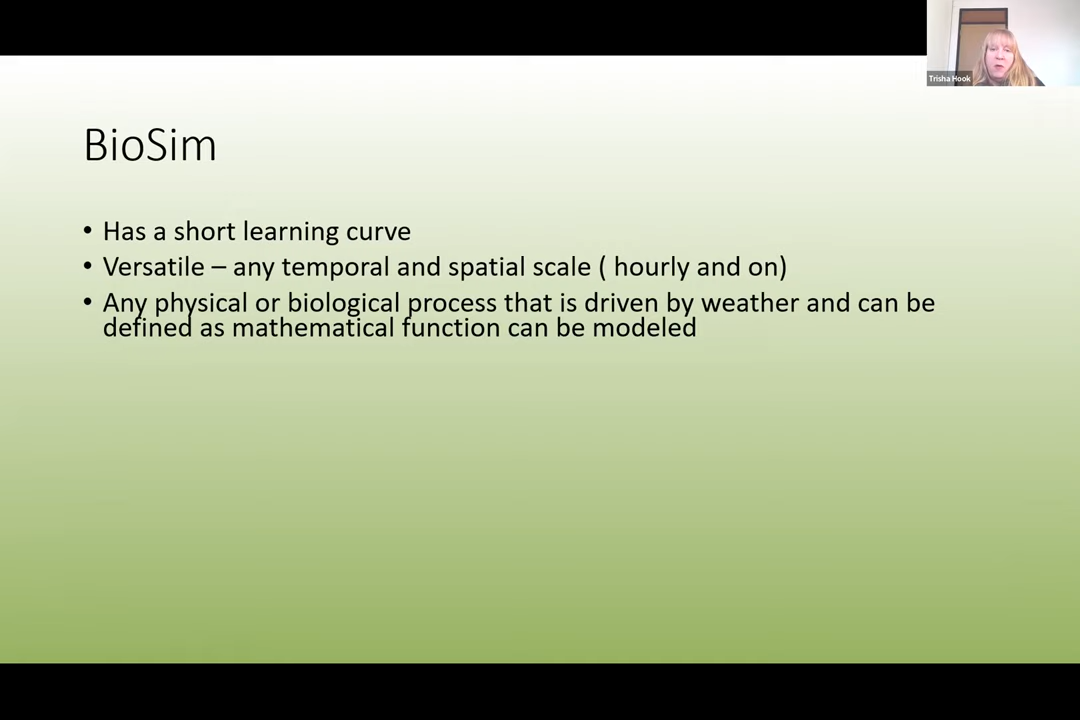 Trisha Hook
BioSim
• Has a short learning curve
• Versatile – any temporal and spatial scale ( hourly and on)
• Any physical or biological process that is driven by weather and can be
defined as mathematical function can be modeled